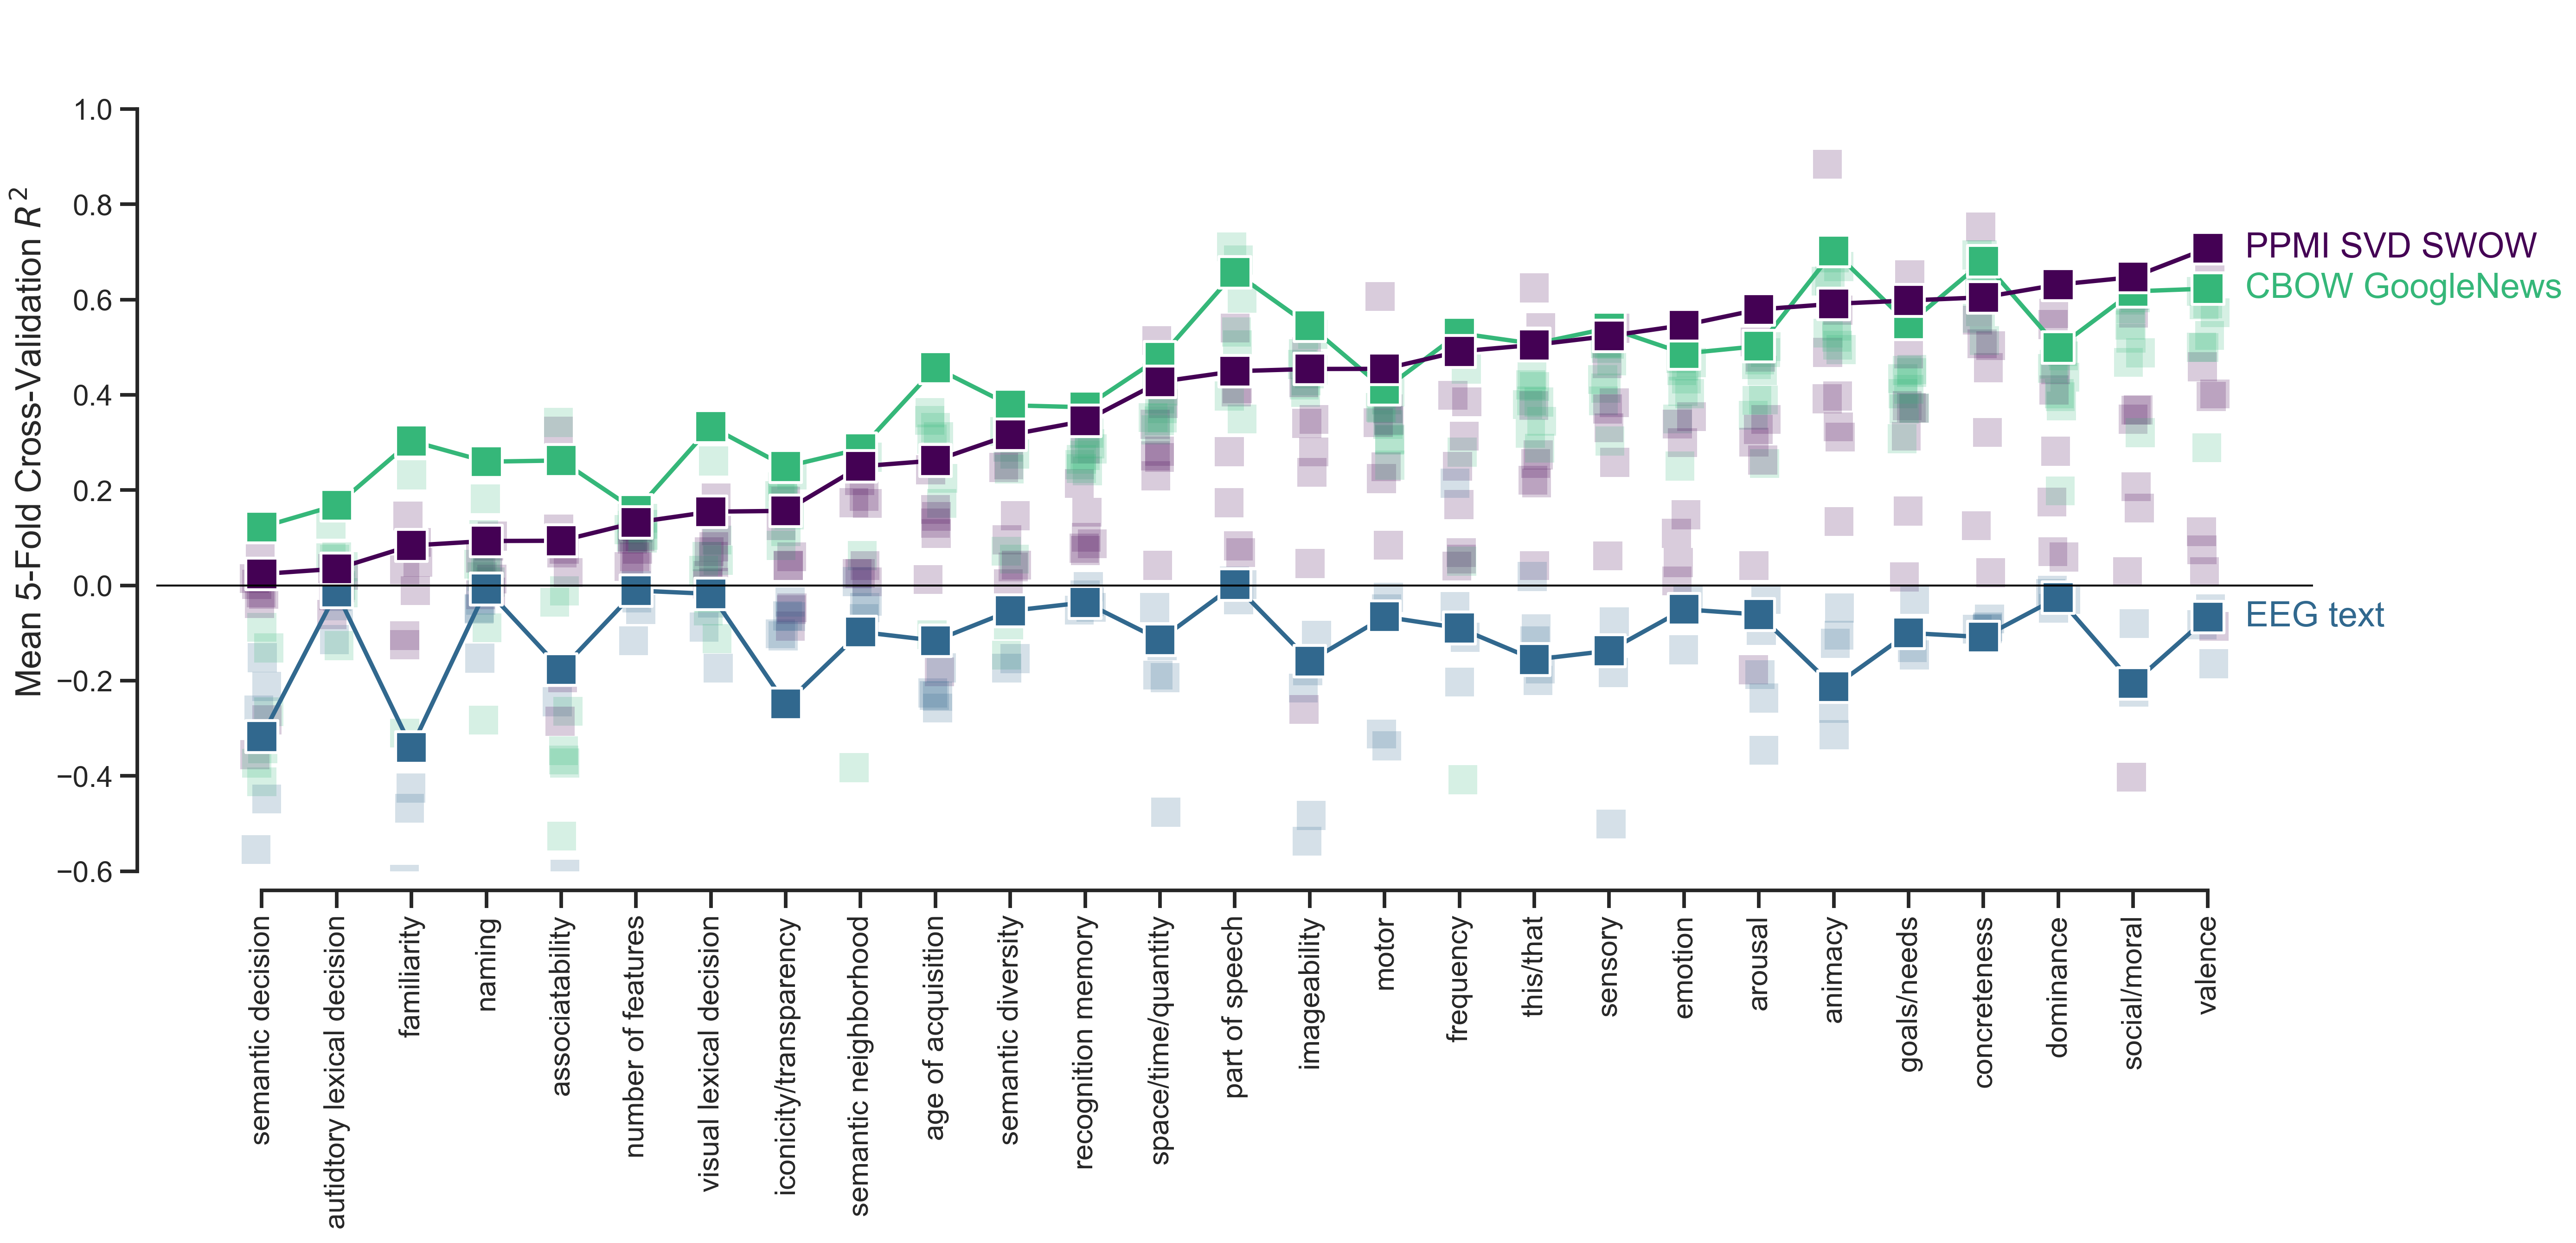 Mean 5-Fold Cross-Validation R²
1.0
0.8
0.6
0.4
0.2
0.0
−0.2
−0.4
−0.6
PPMI SVD SWOW
CBOW GoogleNews
EEG text
semantic decision
autidtory lexical decision
familiarity
naming
associatability
number of features
visual lexical decision
iconicity/transparency
semantic neighborhood
age of acquisition
semantic diversity
recognition memory
space/time/quantity
part of speech
imageability
motor
frequency
this/that
sensory
emotion
arousal
animacy
goals/needs
concreteness
dominance
social/moral
valence